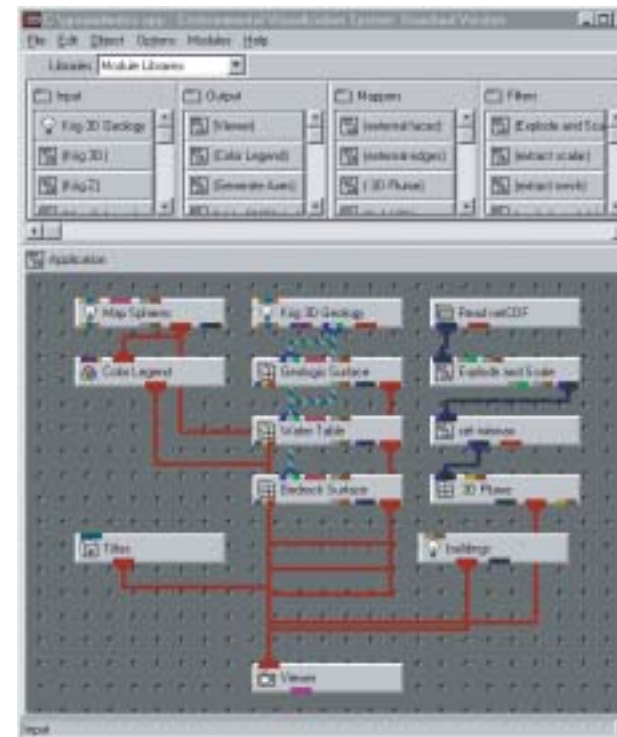 Environmental Visualization System
File Edit Object Options Modules Help
Libraries Module Libraries
Input Output Mappers Filters
Krig 3D Geology (Viewer) (external faces) (Explode and Sca
(Krig 3D) (Color Legend) (external edges) (extract scalar)
(Krig Z) (Generate Axes) ( 3D Plume) (extract mesh)
Application
Map Spheres Krig 3D Geology Read netCDF
Color Legend Geologic Surface Explode and Scale
Water Table set minmax
Bedrock Surface 3D Plume
Titles buildings
Viewer
Input